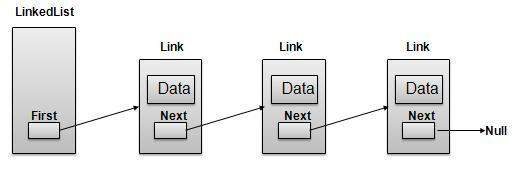 LinkedList
Link Link Link
Data Data Data
First Next Next Next
Null